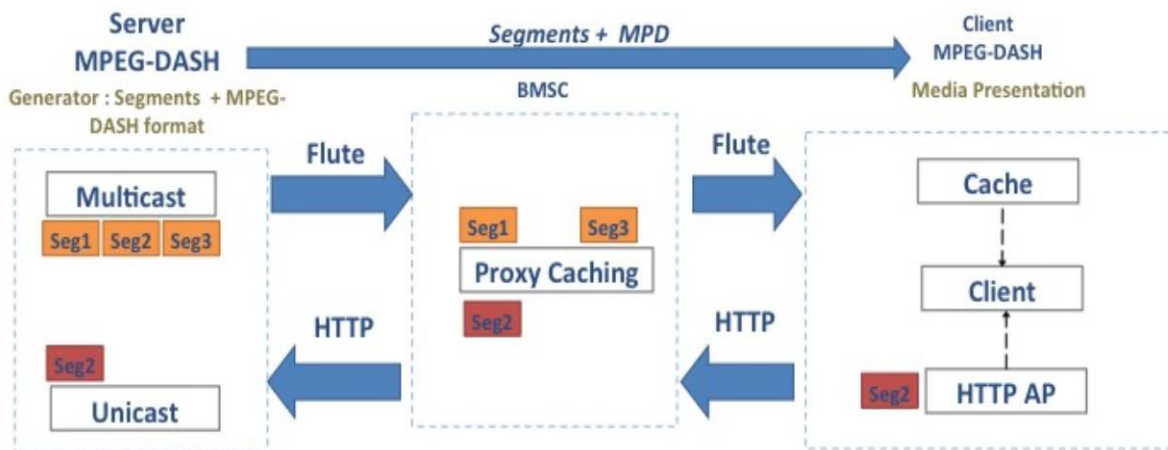 Server
MPEG-DASH
Segments + MPD
Client
MPEG-DASH
Generator : Segments + MPEG-
DASH format
BMSC
Media Presentation
Multicast
Seg1 Seg2 Seg3
Seg2
Unicast
Flute
HTTP
Seg1 Seg3
Proxy Caching
Seg2
Flute
HTTP
Cache
Client
Seg2 HTTP AP